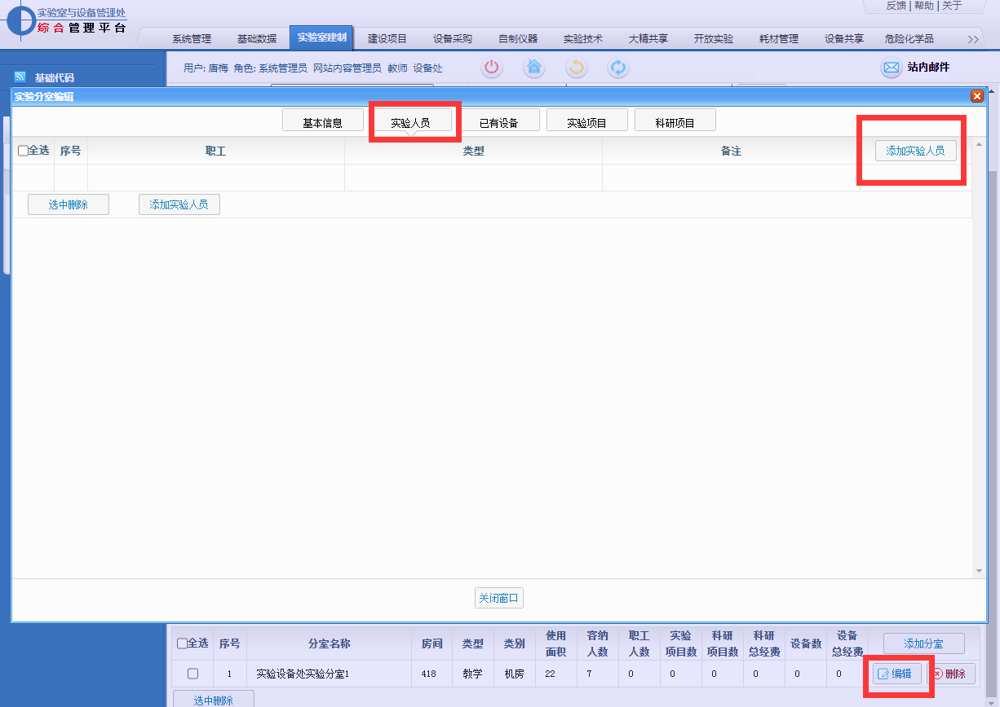 反馈 | 帮助 | 关于
实验室与设备管理处
综合管理平台
系统管理 基础数据 实验室建制 建设项目 设备采购 自制仪器 实验技术 大精共享 开放实验 耗材管理 设备共享 危险化学品 >>
用户: 唐梅 角色: 系统管理员 网站内容管理员 教师 设备处 站内邮件
基础代码
实验分室编辑
基本信息 实验人员 已有设备 实验项目 科研项目
全选 序号 职工 类型 备注 添加实验人员
选中删除 添加实验人员
关闭窗口
全选 序号 分室名称 房间 类型 类别 使用面积 容纳人数 职工人数 实验项目数 科研项目数 科研总经费 设备数 设备总经费 添加分室
1 实验设备处实验分室1 418 教学 机房 22 7 0 0 0 0 0 0 编辑 删除
选中删除